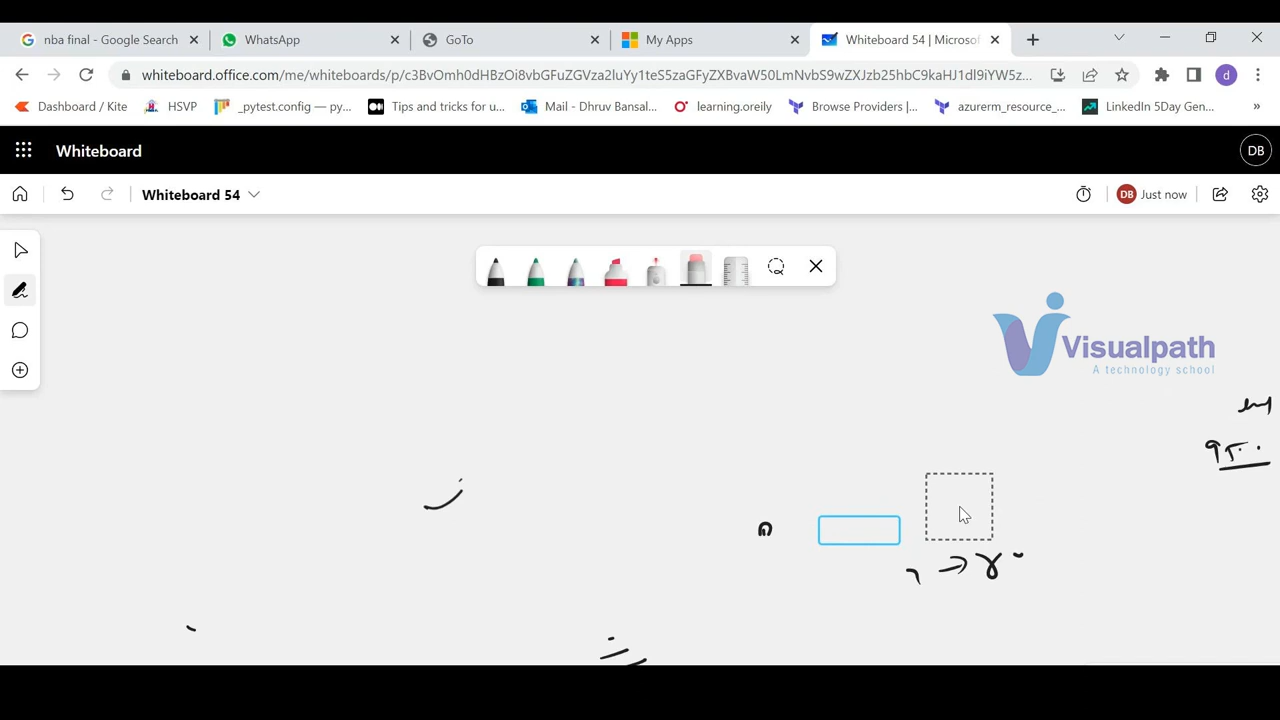 nba final - Google Search
WhatsApp
GoTo
My Apps
Whiteboard 54 | Microsof
whiteboard.office.com/me/whiteboards/p/c3BvOmh0dHBzOi8vbGFuZGVza2luYy1teS5zaGFyZXBvaW50LmNvbS9wZXJzb25hbC9kaHJ1dl9iYW5z...
d
Dashboard / Kite
HSVP
_pytest.config — py...
Tips and tricks for u...
Mail - Dhruv Bansal...
learning.oreily
Browse Providers |...
azurerm_resource_...
LinkedIn 5Day Gen...
»
Whiteboard
DB
Whiteboard 54
DB Just now
Visualpath
A technology school